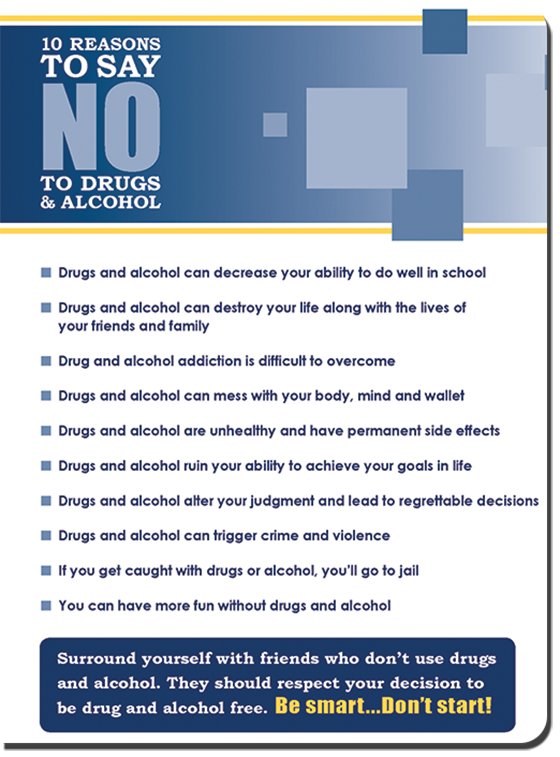 10 REASONS
TO SAY
NO
TO DRUGS
& ALCOHOL
Drugs and alcohol can decrease your ability to do well in school
Drugs and alcohol can destroy your life along with the lives of
your friends and family
Drug and alcohol addiction is difficult to overcome
Drugs and alcohol can mess with your body, mind and wallet
Drugs and alcohol are unhealthy and have permanent side effects
Drugs and alcohol ruin your ability to achieve your goals in life
Drugs and alcohol alter your judgment and lead to regrettable decisions
Drugs and alcohol can trigger crime and violence
If you get caught with drugs or alcohol, you'll go to jail
You can have more fun without drugs and alcohol
Surround yourself with friends who don't use drugs
and alcohol. They should respect your decision to
be drug and alcohol free. Be smart...Don't start!